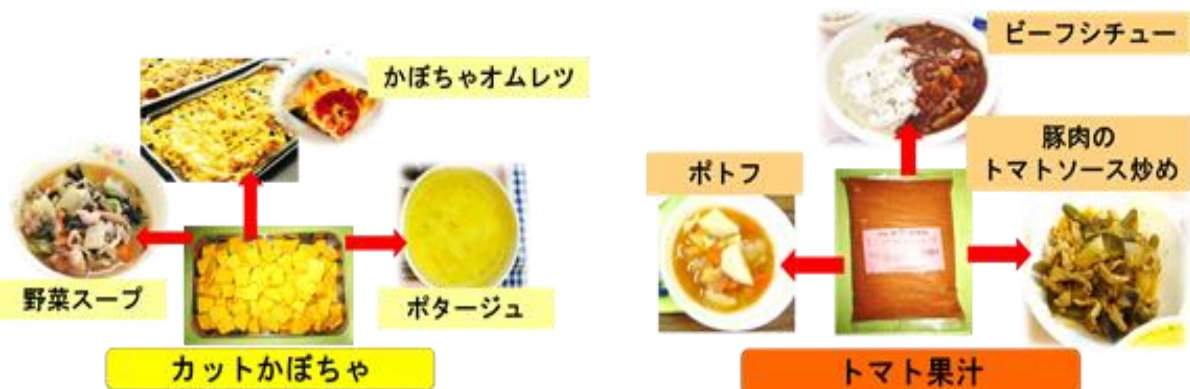 かぼちゃオムレツ
野菜スープ
ポタージュ
カットかぼちゃ
ビーフシチュー
ポトフ
豚肉の
トマトソース炒め
トマト果汁